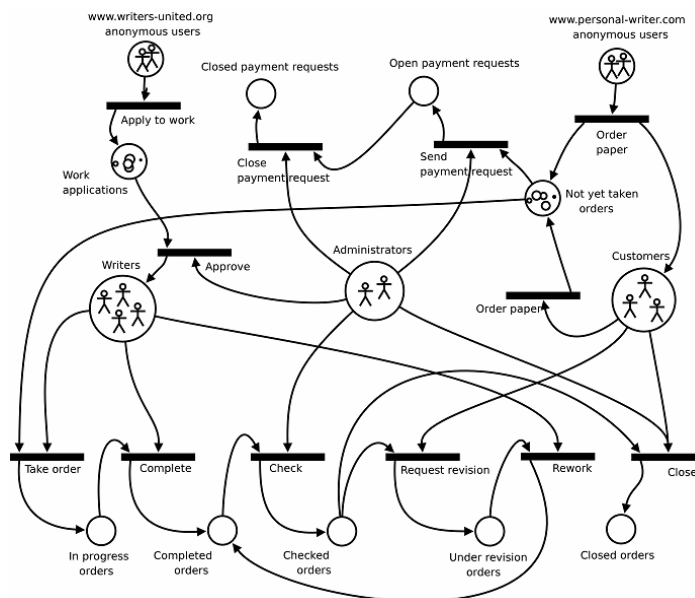 www.writers-united.org
anonymous users
www.personal-writer.com
anonymous users
Closed payment requests
Open payment requests
Apply to work
Order
paper
Close
payment request
Send
payment request
Work
applications
Not yet taken
orders
Administrators
Customers
Writers
Approve
Order paper
Take order
Complete
Check
Request revision
Rework
Close
In progress
orders
Completed
orders
Checked
orders
Under revision
orders
Closed orders